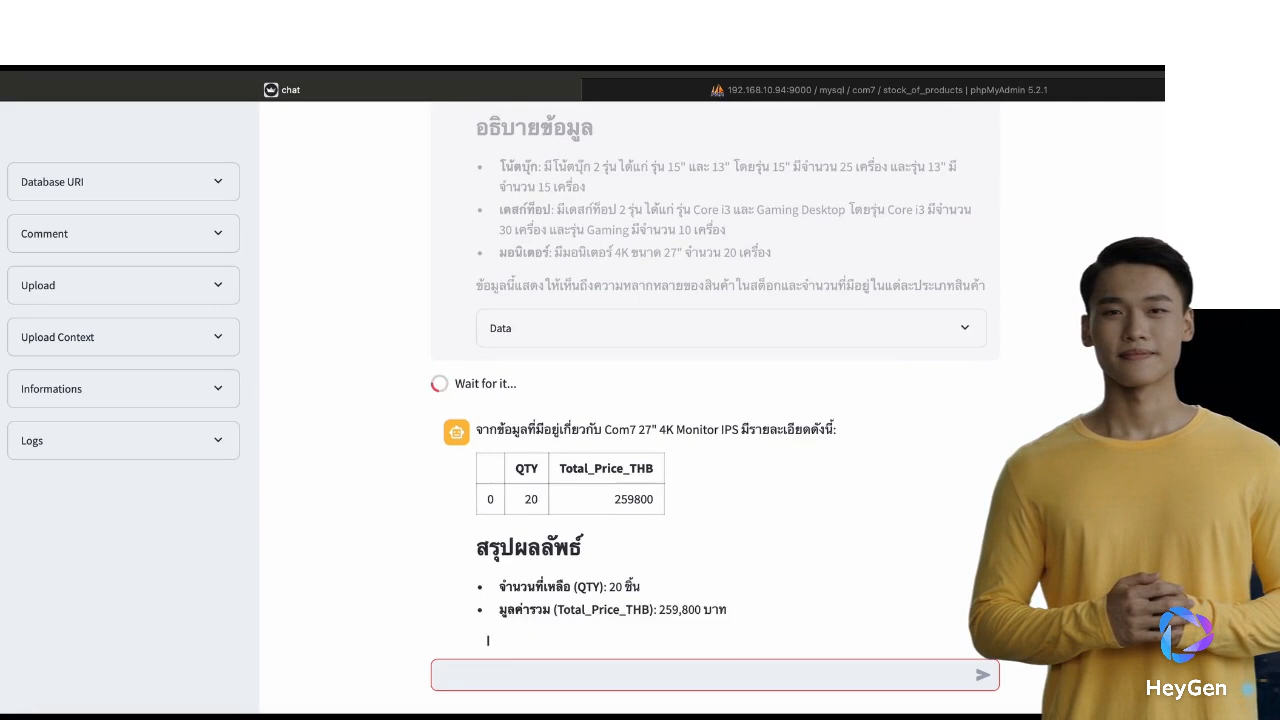 chat
192.168.10.94:9000 / mysql / com7 / stock_of_products | phpMyAdmin 5.2.1
Database URI
Comment
Upload
Upload Context
Informations
Logs
อธิบายข้อมูล
• โน้ตบุ๊ก: มีโน้ตบุ๊ก 2 รุ่น ได้แก่ รุ่น 15" และ 13" โดยรุ่น 15" มีจำนวน 25 เครื่อง และรุ่น 13" มี
จำนวน 15 เครื่อง
• เดสก์ท็อป: มีเดสก์ท็อป 2 รุ่น ได้แก่ รุ่น Core i3 และ Gaming Desktop โดยรุ่น Core i3 มีจำนวน
30 เครื่อง และรุ่น Gaming มีจำนวน 10 เครื่อง
• มอนิเตอร์: มีมอนิเตอร์ 4K ขนาด 27" จำนวน 20 เครื่อง
ข้อมูลนี้แสดงให้เห็นถึงความหลากหลายของสินค้าในสต็อกและจำนวนที่มีอยู่ในแต่ละประเภทสินค้า
Data
Wait for it...
จากข้อมูลที่มีอยู่เกี่ยวกับ Com7 27" 4K Monitor IPS มีรายละเอียดดังนี้:
QTY Total_Price_THB
0 20 259800
สรุปผลลัพธ์
• จำนวนที่เหลือ (QTY): 20 ชิ้น
• มูลค่ารวม (Total_Price_THB): 259,800 บาท
HeyGen